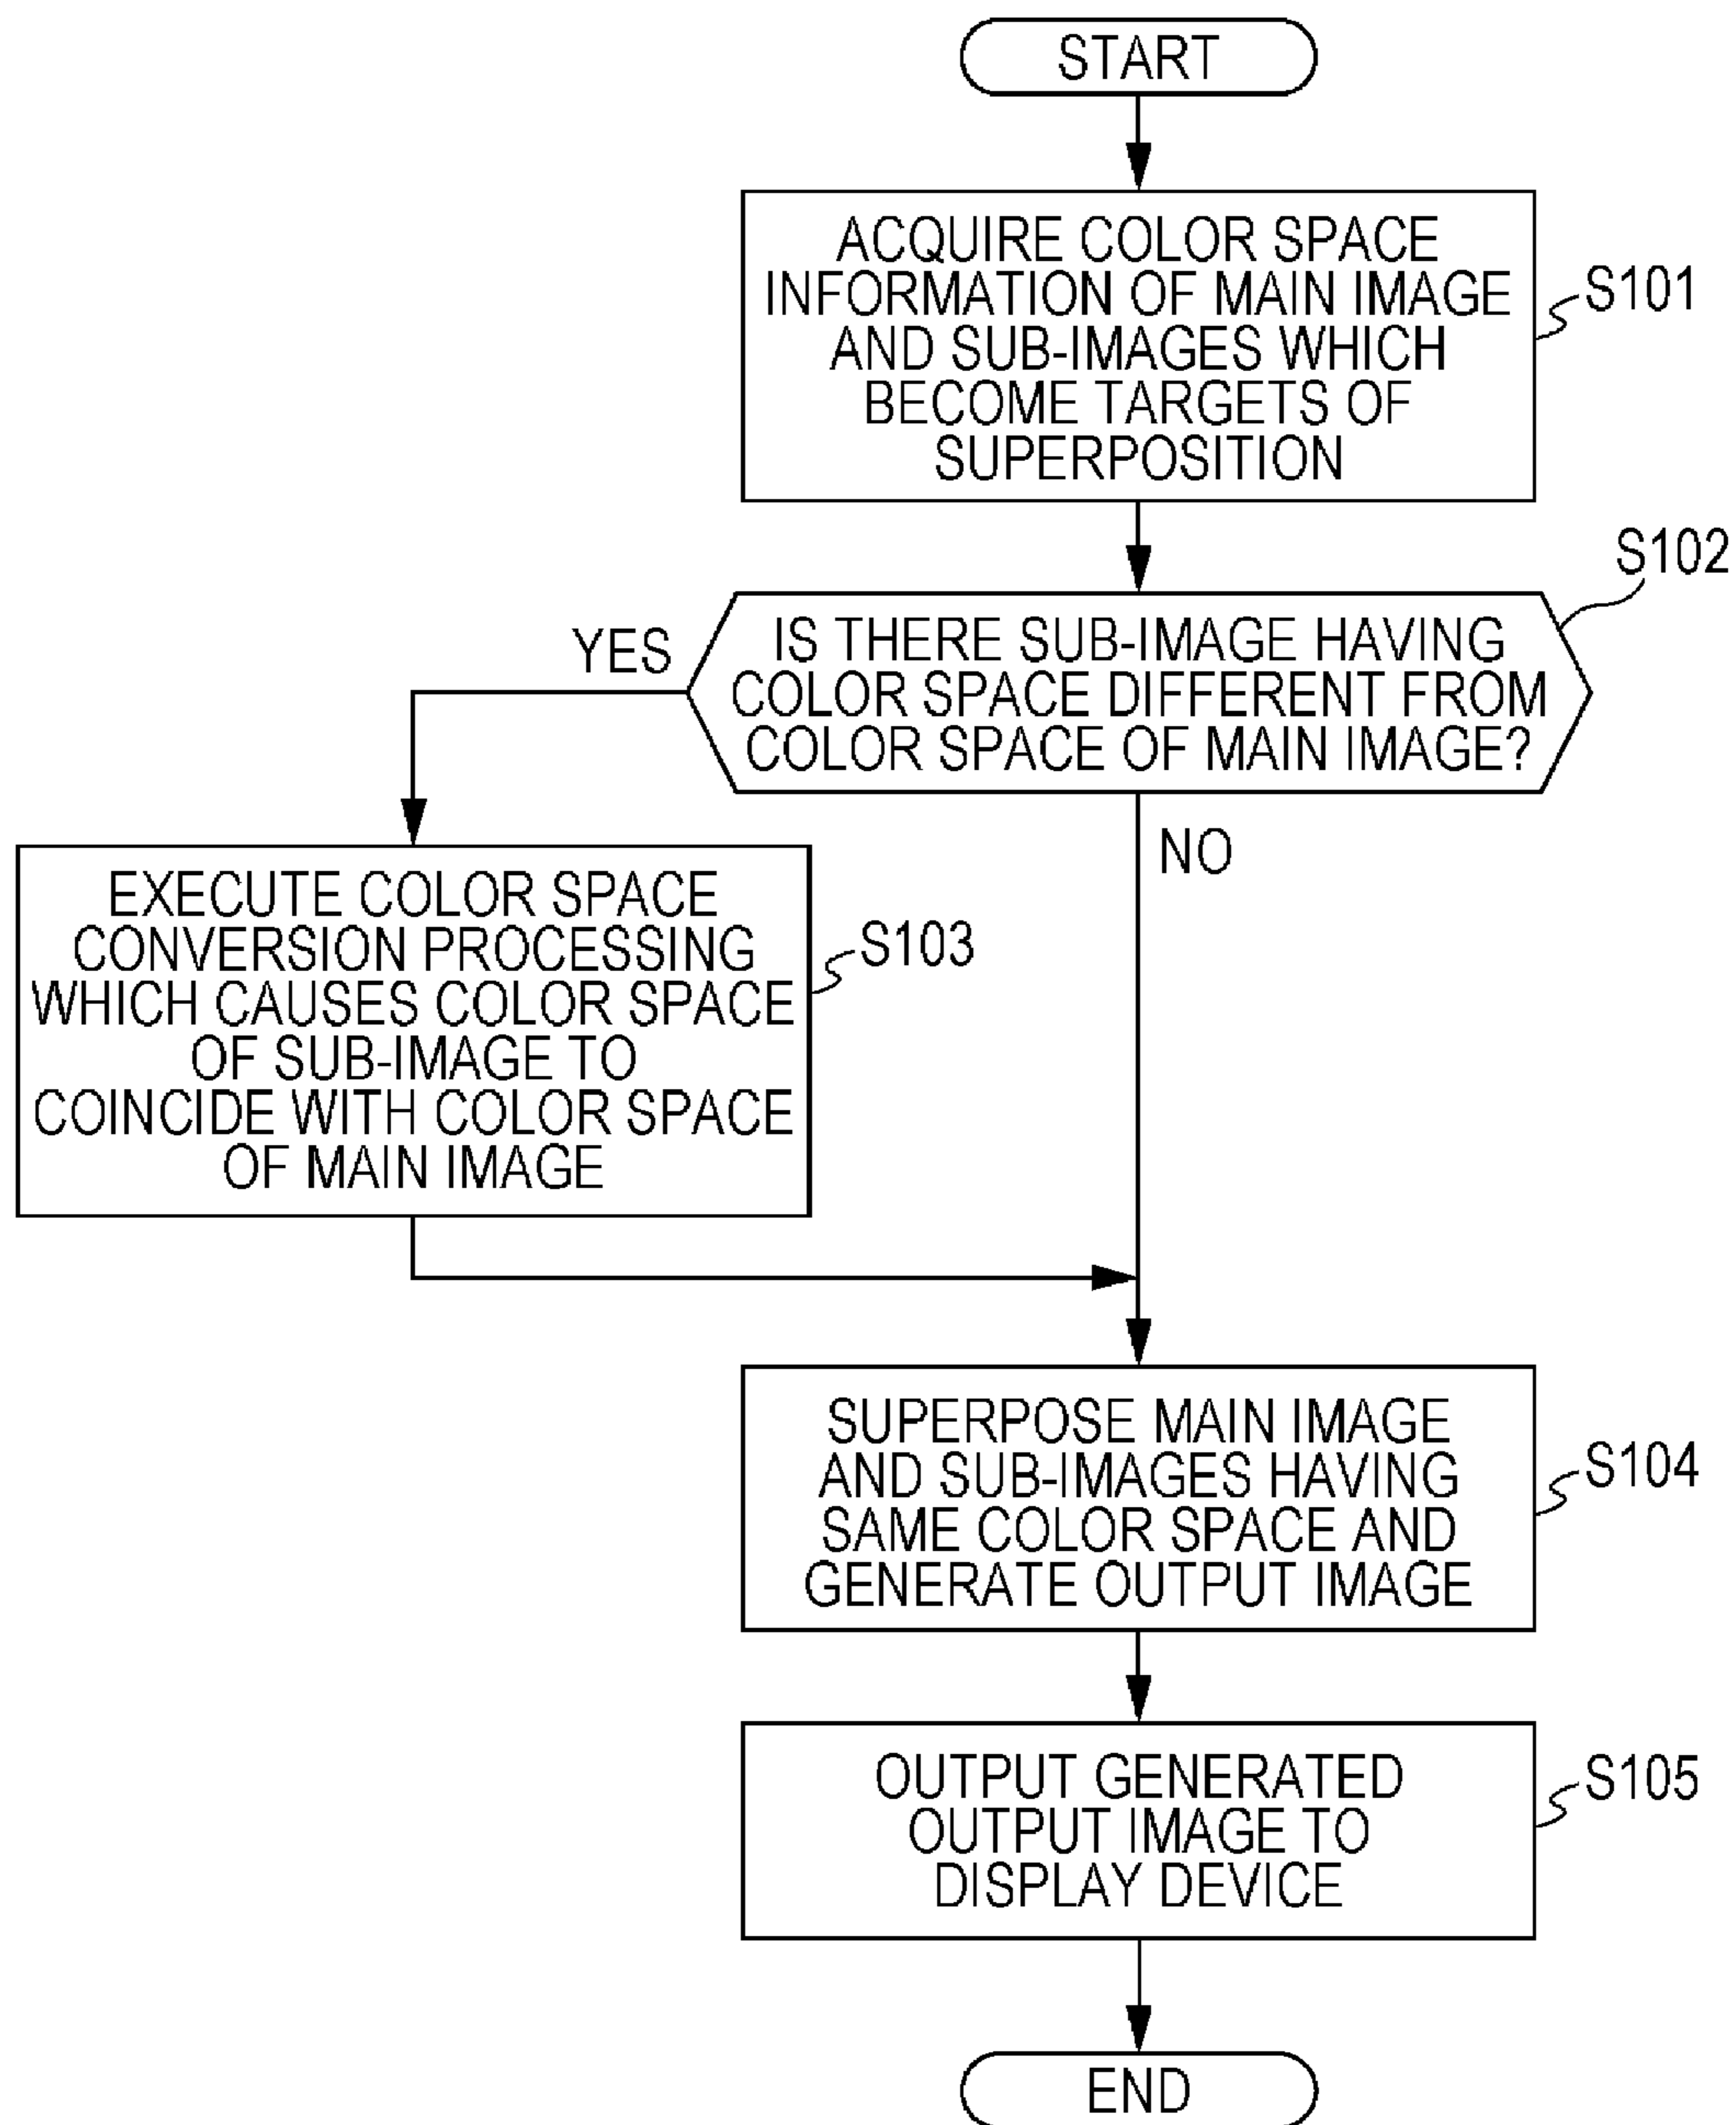 START
ACQUIRE COLOR SPACE
INFORMATION OF MAIN IMAGE
AND SUB-IMAGES WHICH
BECOME TARGETS OF
SUPERPOSITION
S101
S102
IS THERE SUB-IMAGE HAVING
COLOR SPACE DIFFERENT FROM
COLOR SPACE OF MAIN IMAGE?
YES
NO
EXECUTE COLOR SPACE
CONVERSION PROCESSING
WHICH CAUSES COLOR SPACE
OF SUB-IMAGE TO
COINCIDE WITH COLOR SPACE
OF MAIN IMAGE
S103
SUPERPOSE MAIN IMAGE
AND SUB-IMAGES HAVING
SAME COLOR SPACE AND
GENERATE OUTPUT IMAGE
S104
OUTPUT GENERATED
OUTPUT IMAGE TO
DISPLAY DEVICE
S105
END